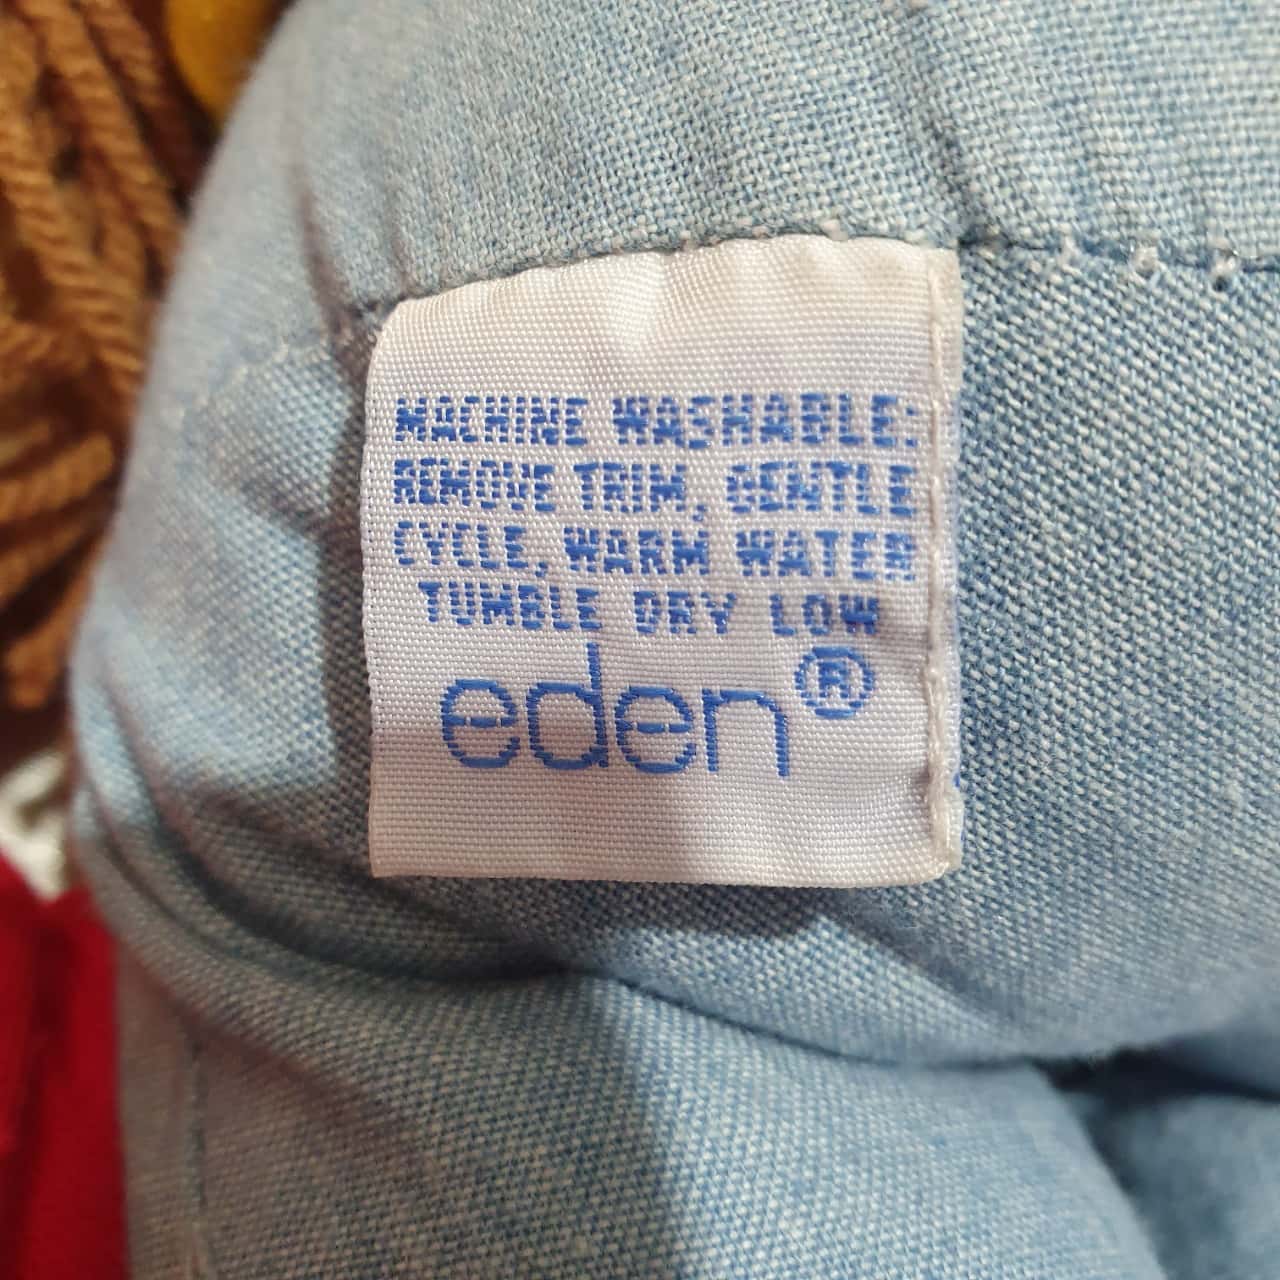 MACHINE WASHABLE:
REMOVE TRIM, GENTLE
CYCLE, WARM WATER
TUMBLE DRY LOW
eden®